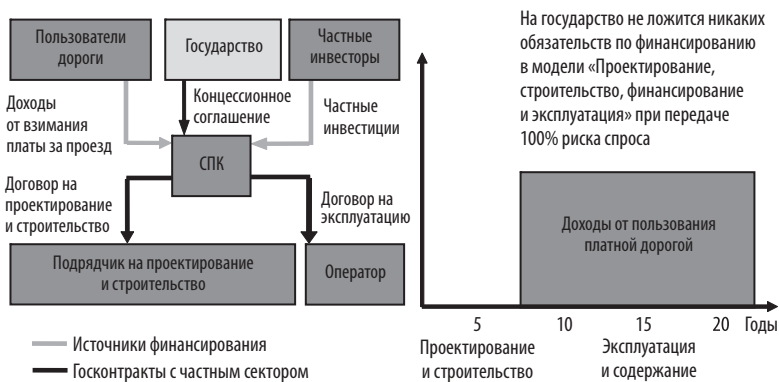 Пользователи
дороги
Государство
Частные
инвесторы
Доходы
от взимания
платы за проезд
Концессионное
соглашение
Частные
инвестиции
СПК
Договор на
проектирование
и строительство
Договор на
эксплуатацию
Подрядчик на проектирование
и строительство
Оператор
Источники финансирования
Госконтракты с частным сектором
На государство не ложится никаких
обязательств по финансированию
в модели «Проектирование,
строительство, финансирование
и эксплуатация» при передаче
100% риска спроса
Доходы от пользования
платной дорогой
5 10 15 20 Годы
Проектирование
и строительство
Эксплуатация
и содержание